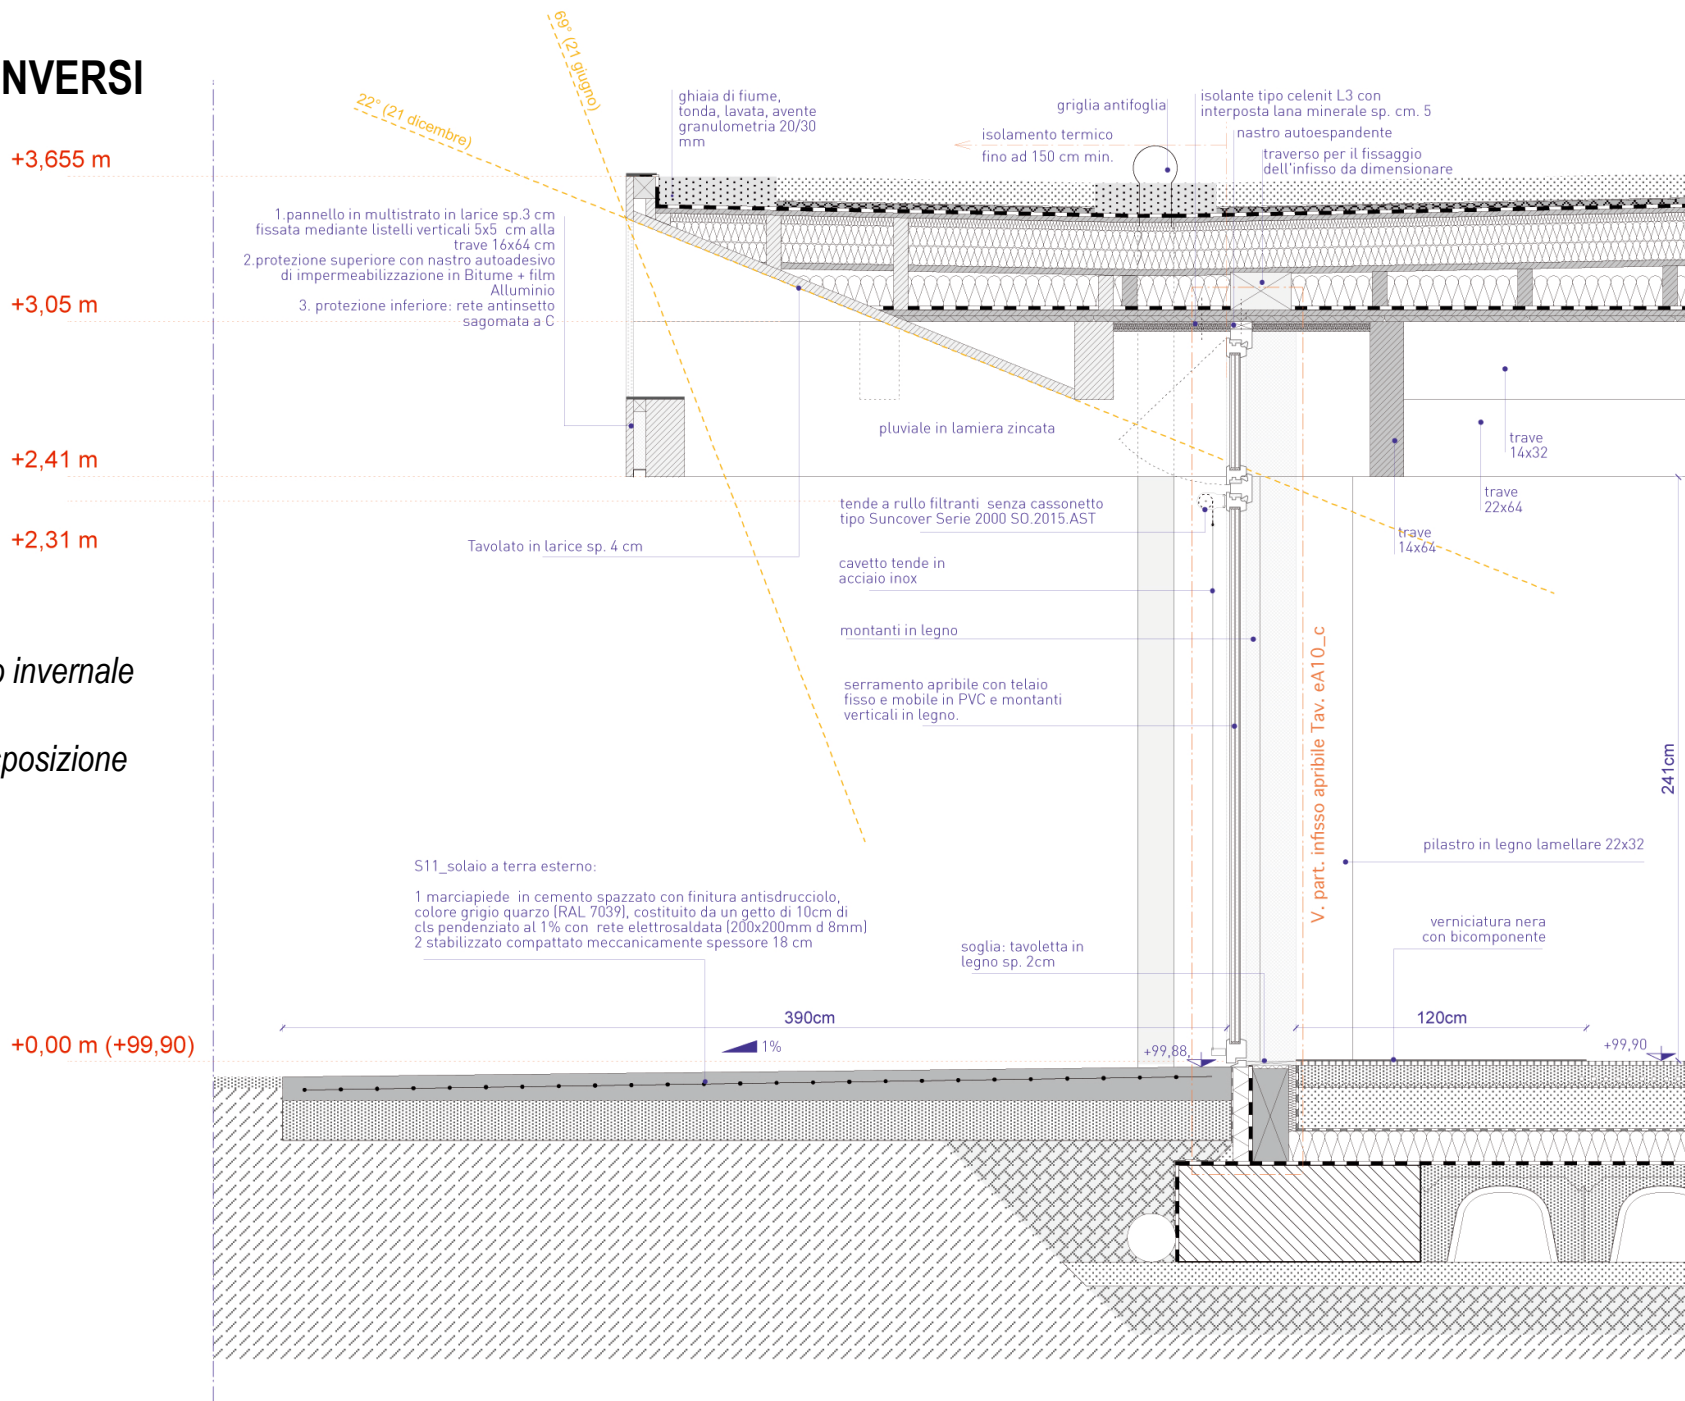 NVERSI
69° (21 giugno)
22° (21 dicembre)
+3,655 m
+3,05 m
+2,41 m
+2,31 m
+0,00 m (+99,90)
invernale
ghiaia di fiume,
tonda, lavata, avente
granulometria 20/30
mm
griglia antifoglia
isolamento termico
fino ad 150 cm min.
isolante tipo celenit L3 con
interposta lana minerale sp. cm. 5
nastro autoespandente
traverso per il fissaggio
dell'infisso da dimensionare
1.pannello in multistrato in larice sp.3 cm
fissata mediante listelli verticali 5x5 cm alla
trave 16x64 cm
2.protezione superiore con nastro autoadesivo
di impermeabilizzazione in Bitume + film
Alluminio
3. protezione inferiore: rete antinsetto
sagomata a C
pluviale in lamiera zincata
trave
14x32
trave
22x64
trave
14x64
tende a rullo filtranti senza cassonetto
tipo Suncover Serie 2000 SO.2015.AST
Tavolato in larice sp. 4 cm
cavetto tende in
acciaio inox
montanti in legno
serramento apribile con telaio
fisso e mobile in PVC e montanti
verticali in legno.
V. part. infisso apribile Tav. eA10_c
241cm
pilastro in legno lamellare 22x32
S11_solaio a terra esterno:
1 marciapiede in cemento spazzato con finitura antisdrucciolo,
colore grigio quarzo (RAL 7039), costituito da un getto di 10cm di
cls pendenziato al 1% con rete elettrosaldata (200x200mm d 8mm)
2 stabilizzato compattato meccanicamente spessore 18 cm
verniciatura nera
con bicomponente
soglia: tavoletta in
legno sp. 2cm
390cm
120cm
1%
+99,88
+99,90